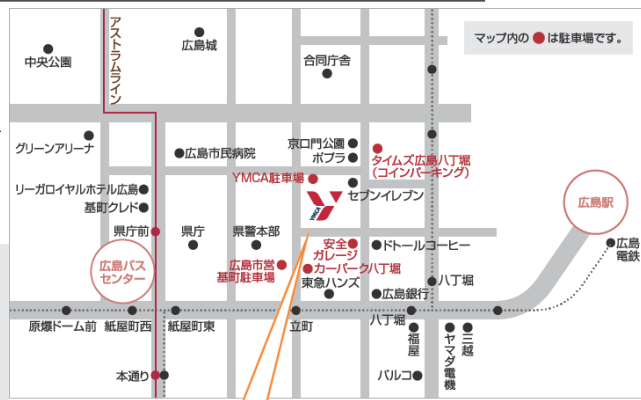 マップ内の ● は駐車場です。
アストラムライン
中央公園
広島城
合同庁舎
グリーンアリーナ
広島市民病院
京口門公園
ポプラ
タイムズ広島八丁堀
（コインパーキング）
YMCA駐車場
セブンイレブン
YMCA
リーガロイヤルホテル広島
基町クレド
県庁前
県庁
県警本部
広島バス
センター
広島市営
基町駐車場
安全
ガレージ
カーパーク八丁堀
東急ハンズ
ドトールコーヒー
広島銀行
八丁堀
広島駅
広島
電鉄
原爆ドーム前
紙屋町西
紙屋町東
立町
八丁堀
福屋
ヤマダ電機
三越
本通り
パルコ